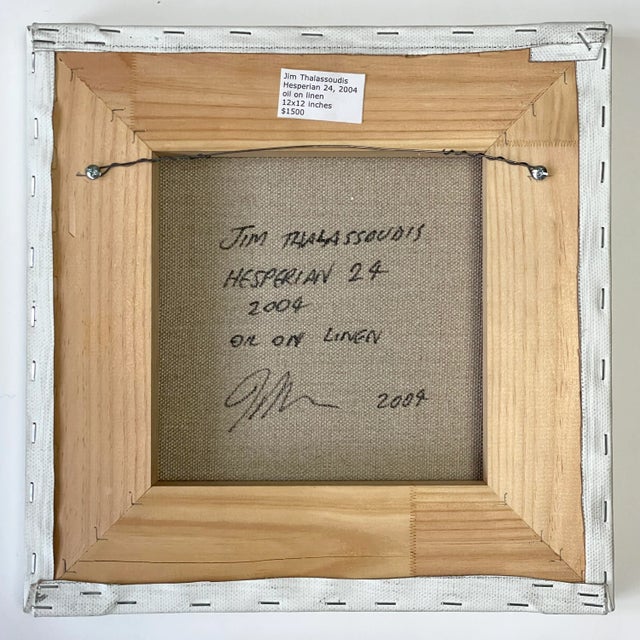 Jim Thalassoudis
Hesperian 24, 2004
oil on linen
12x12 inches
$1500
JIM THALASSOUDIS
HESPERIAN 24
2004
OIL ON LINEN
2004